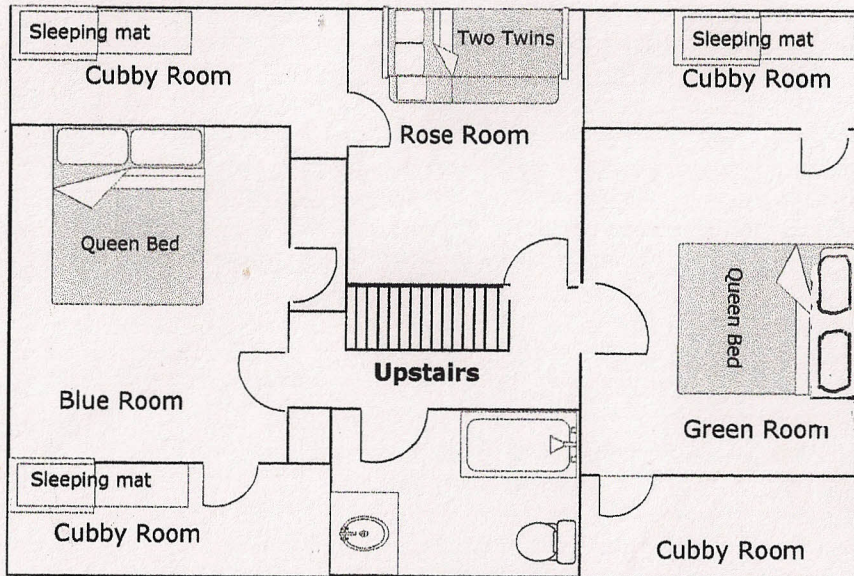 Sleeping mat
Cubby Room
Two Twins
Rose Room
Sleeping mat
Cubby Room
Queen Bed
Queen Bed
Upstairs
Blue Room
Green Room
Sleeping mat
Cubby Room
Cubby Room